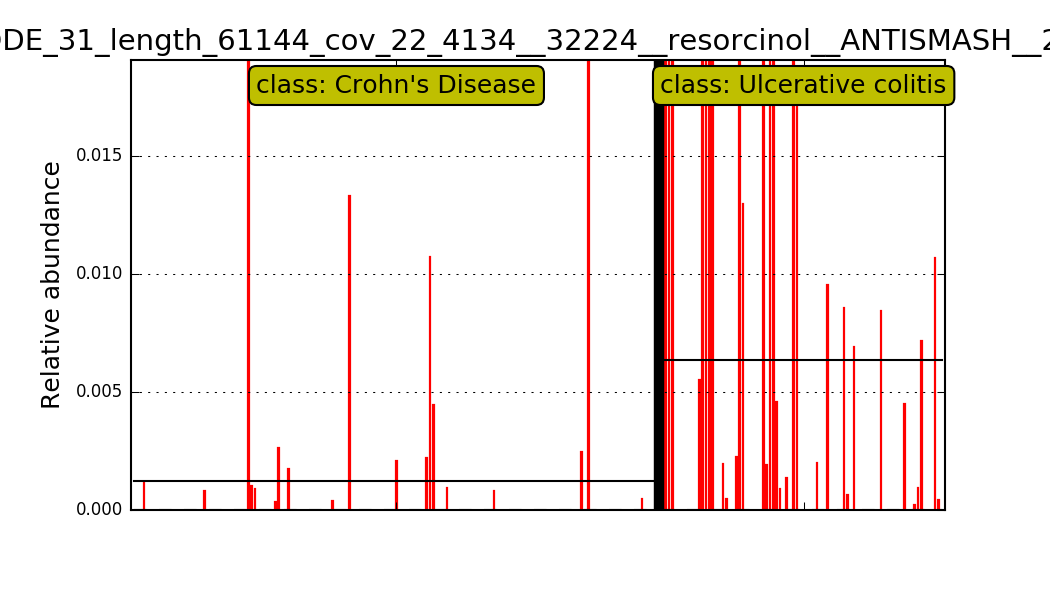 DE_31_length_61144_cov_22_4134__32224__resorcinol__ANTISMASH__2
class: Crohn's Disease
class: Ulcerative colitis
Relative abundance
0.015
0.010
0.005
0.000